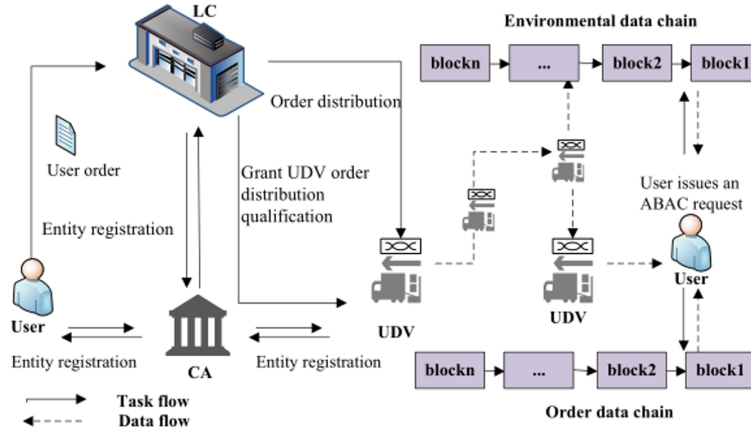 LC
Environmental data chain
blockn
...
block2
block1
Order distribution
User order
Grant UDV order
distribution
qualification
User issues an
ABAC request
Entity registration
User
UDV
UDV
User
CA
Entity registration
Entity registration
blockn
...
block2
block1
Order data chain
Task flow
Data flow